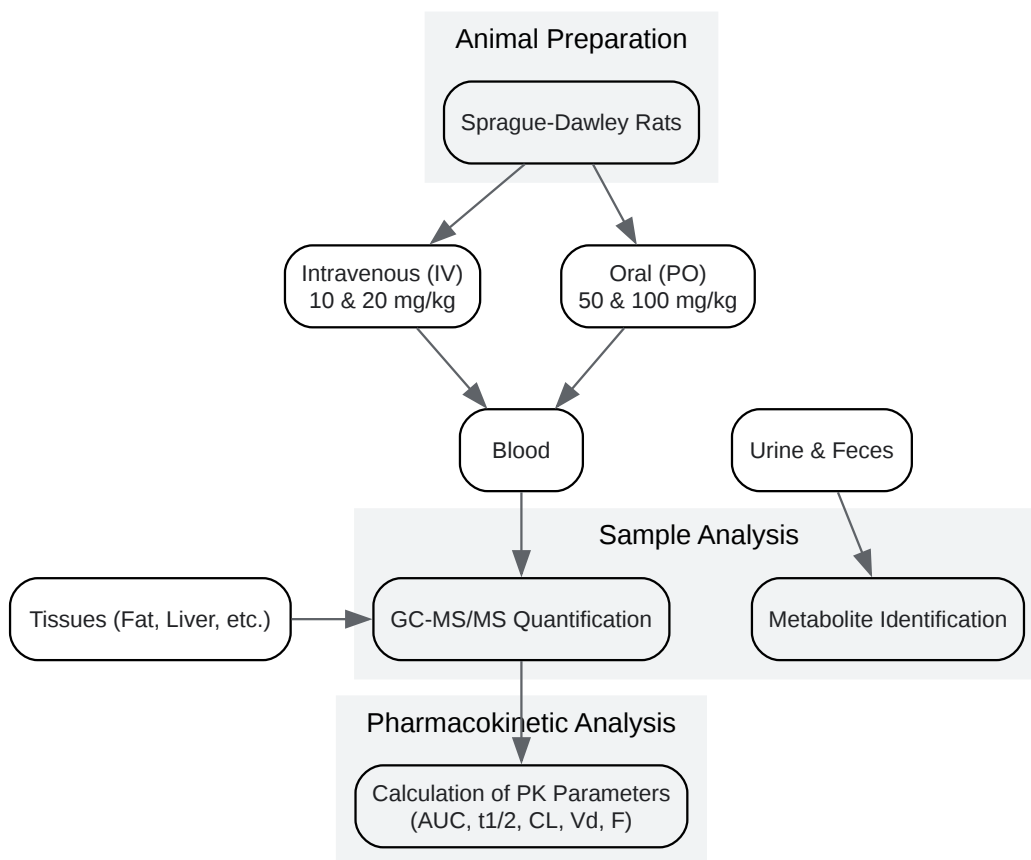 Animal Preparation
Sprague-Dawley Rats
Intravenous (IV)
10 & 20 mg/kg
Oral (PO)
50 & 100 mg/kg
Blood
Urine & Feces
Sample Analysis
Tissues (Fat, Liver, etc.)
GC-MS/MS Quantification
Metabolite Identification
Pharmacokinetic Analysis
Calculation of PK Parameters
(AUC, t1/2, CL, Vd, F)